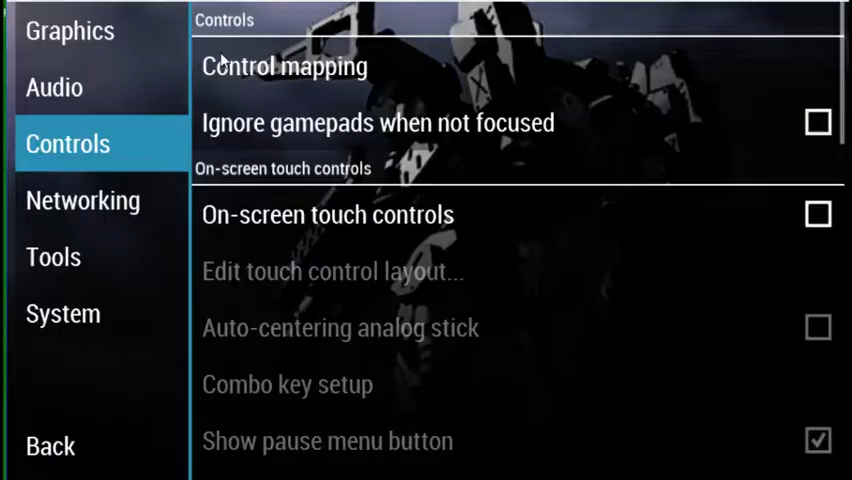 Graphics
Audio
Controls
Networking
Tools
System
Back
Controls
Control mapping
Ignore gamepads when not focused
On-screen touch controls
On-screen touch controls
Edit touch control layout...
Auto-centering analog stick
Combo key setup
Show pause menu button